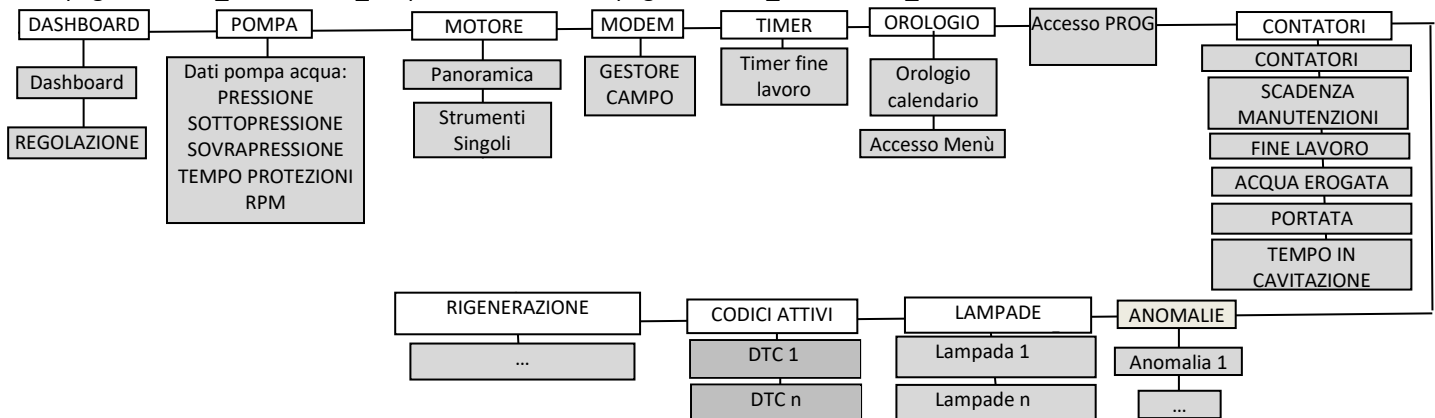 DASHBOARD
Dashboard
REGOLAZIONE
POMPA
Dati pompa acqua:
PRESSIONE
SOTTOPRESSIONE
SOVRAPRESSIONE
TEMPO PROTEZIONI
RPM
MOTORE
Panoramica
Strumenti
Singoli
MODEM
GESTORE
CAMPO
TIMER
Timer fine
lavoro
OROLOGIO
Orologio
calendario
Accesso Menù
Accesso PROG
CONTATORI
CONTATORI
SCADENZA
MANUTENZIONI
FINE LAVORO
ACQUA EROGATA
PORTATA
TEMPO IN
CAVITAZIONE
RIGENERAZIONE
...
CODICI ATTIVI
DTC 1
DTC n
LAMPADE
Lampada 1
Lampade n
ANOMALIE
Anomalia 1
...